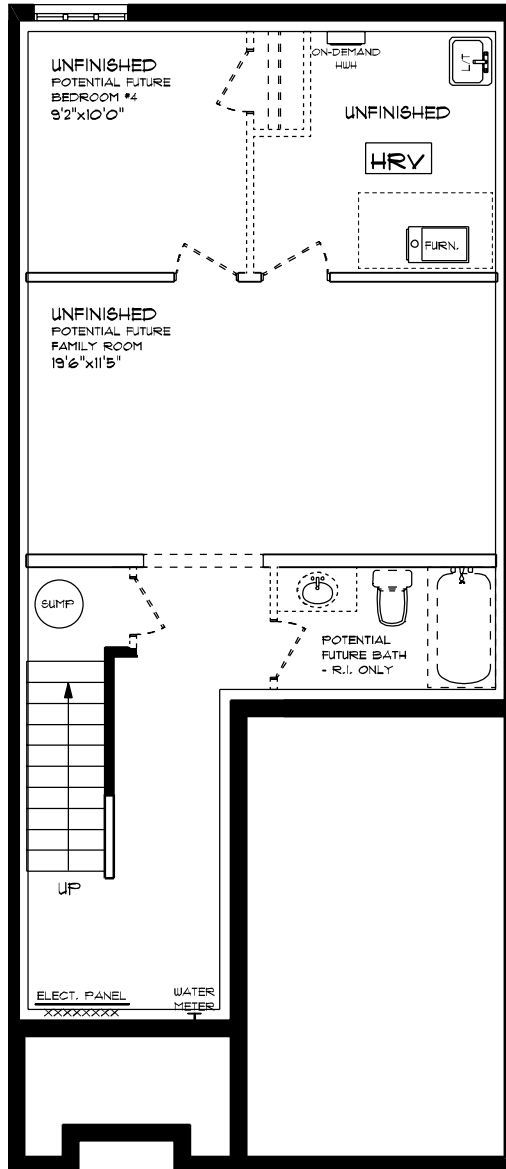 UNFINISHED
POTENTIAL FUTURE
BEDROOM #4
9'2"x10'0"
ON-DEMAND
HWH
L/T
UNFINISHED
HRV
FURN.
UNFINISHED
POTENTIAL FUTURE
FAMILY ROOM
19'6"x11'5"
SUMP
POTENTIAL
FUTURE BATH
- R.I. ONLY
UP
ELECT. PANEL
WATER
METER
XXXXXXXX